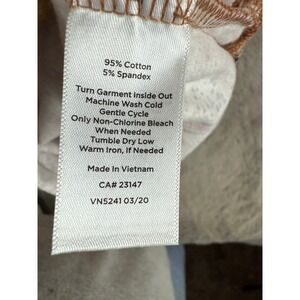 95% Cotton
5% Spandex
Turn Garment Inside Out
Machine Wash Cold
Gentle Cycle
Only Non-Chlorine Bleach
When Needed
Tumble Dry Low
Warm Iron, If Needed
Made In Vietnam
CA# 23147
VN5241 03/20